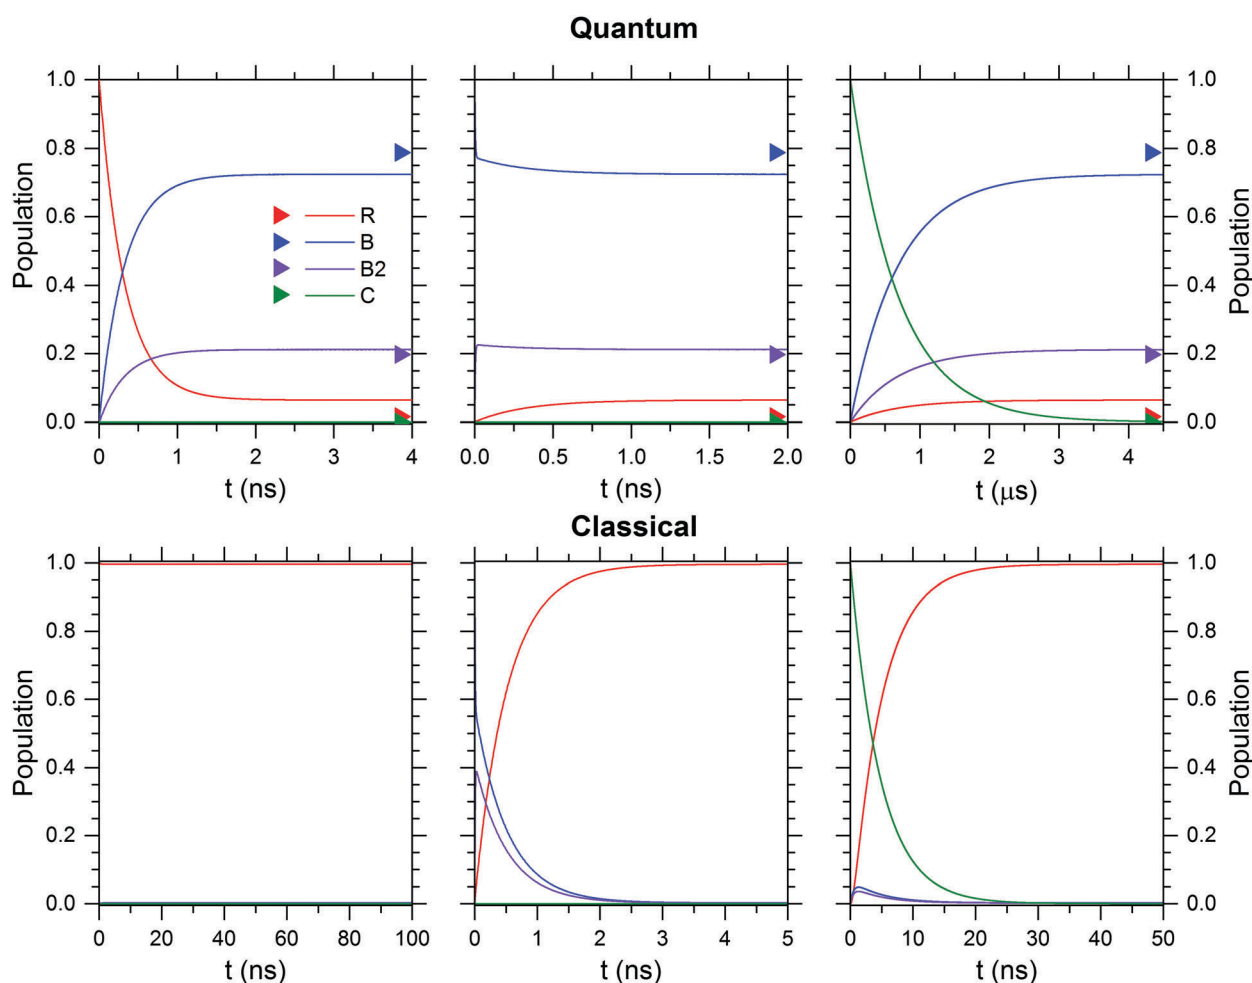 Quantum
1.0
0.8
0.6
0.4
0.2
0.0
Population
R
B
B2
C
0 1 2 3 4
t (ns)
0.0 0.5 1.0 1.5 2.0
t (ns)
0 1 2 3 4
t (μs)
1.0
0.8
0.6
0.4
0.2
0.0
Population
Classical
1.0
0.8
0.6
0.4
0.2
0.0
Population
0 20 40 60 80 100
t (ns)
0 1 2 3 4 5
t (ns)
0 10 20 30 40 50
t (ns)
1.0
0.8
0.6
0.4
0.2
0.0
Population